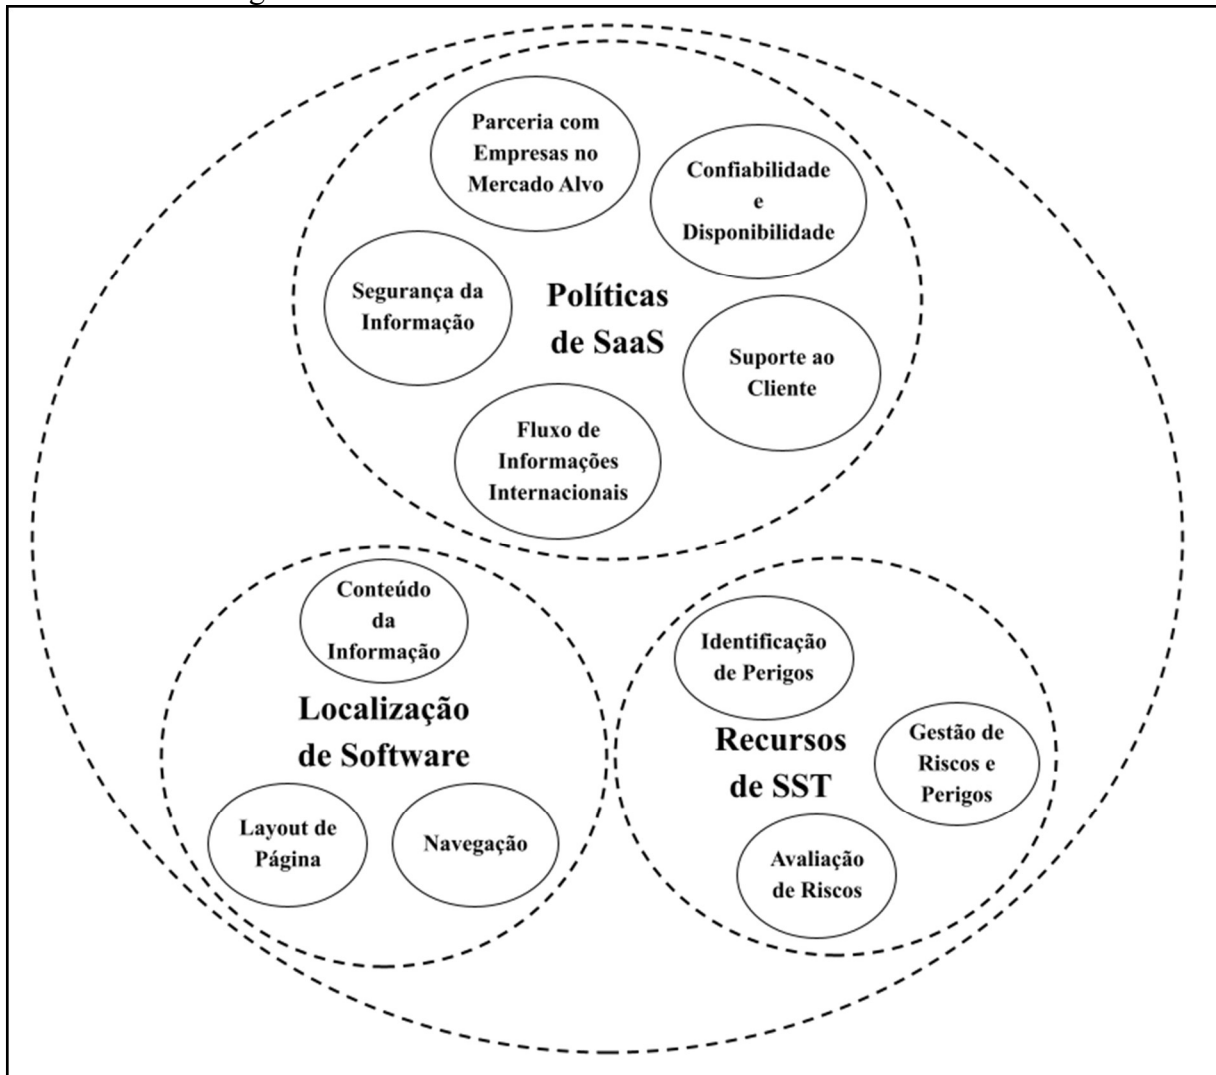 Parceria com
Empresas no
Mercado Alvo
Confiabilidade
e
Disponibilidade
Segurança da
Informação
Políticas
de SaaS
Suporte ao
Cliente
Fluxo de
Informações
Internacionais
Conteúdo
da
Informação
Localização
de Software
Layout de
Página
Navegação
Identificação
de Perigos
Recursos
de SST
Gestão de
Riscos e
Perigos
Avaliação
de Riscos